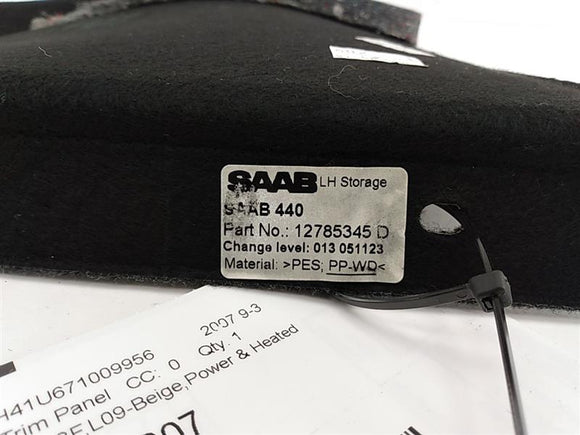 SAAB LH Storage
SAAB 440
Part No.: 12785345 D
Change level: 013 051123
Material: >PES; PP-WD<
H41U671009956 2007 9-3
Trim Panel CC: 0 Qty. 1
L09-Beige,Power & Heated